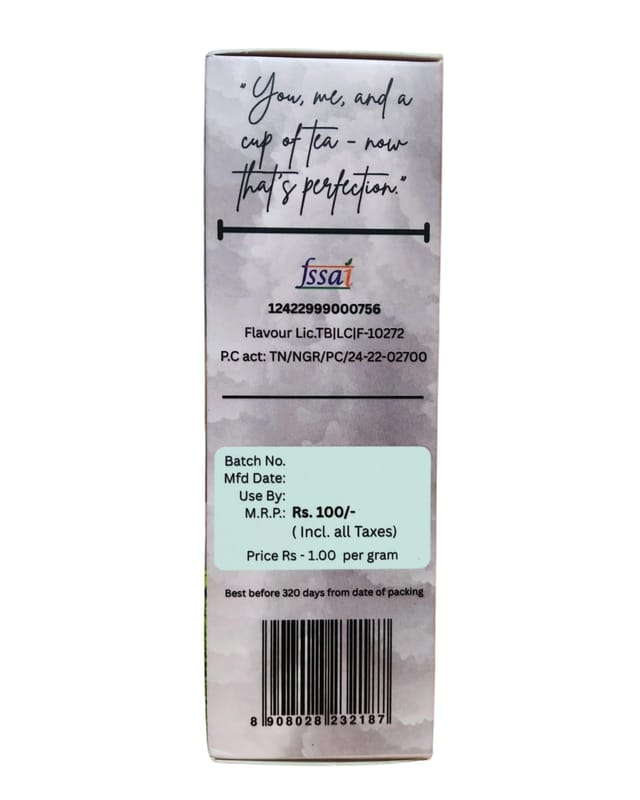 "You, me, and a
cup of tea - now
that's perfection."
fssai
12422999000756
Flavour Lic.TB|LC|F-10272
P.C act: TN/NGR/PC/24-22-02700
Batch No.
Mfd Date:
Use By:
M.R.P.: Rs. 100/-
( Incl. all Taxes)
Price Rs - 1.00 per gram
Best before 320 days from date of packing
8 908028 232187